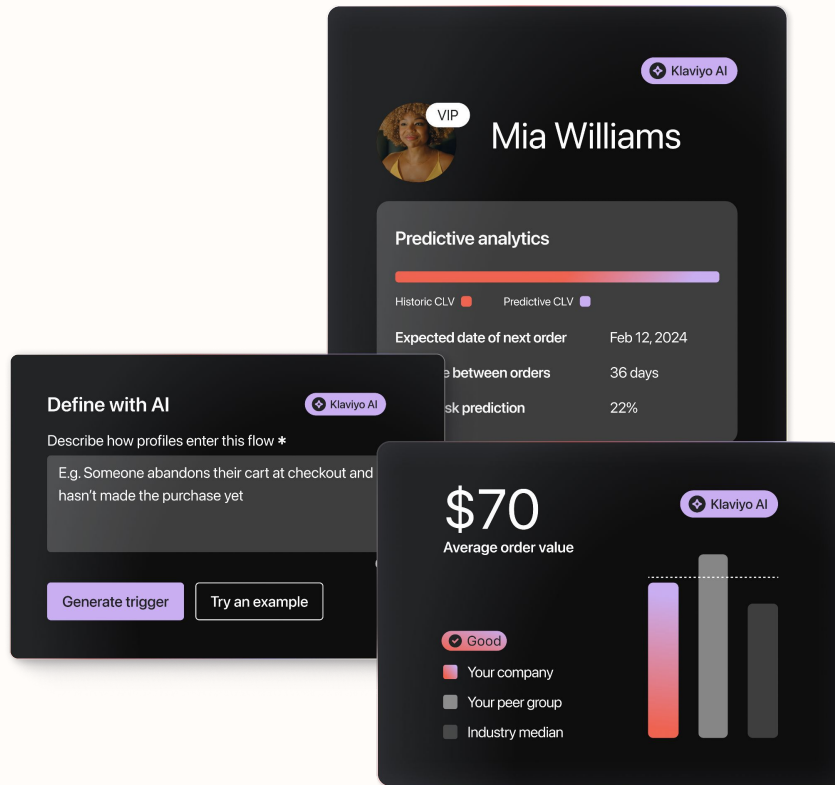 Klaviyo AI
VIP
Mia Williams
Predictive analytics
Historic CLV
Predictive CLV
Expected date of next order
Feb 12, 2024
between orders
36 days
prediction
22%
Define with AI
Klaviyo AI
Describe how profiles enter this flow *
E.g. Someone abandons their cart at checkout and
hasn’t made the purchase yet
Generate trigger
Try an example
$70
Klaviyo AI
Average order value
Good
Your company
Your peer group
Industry median